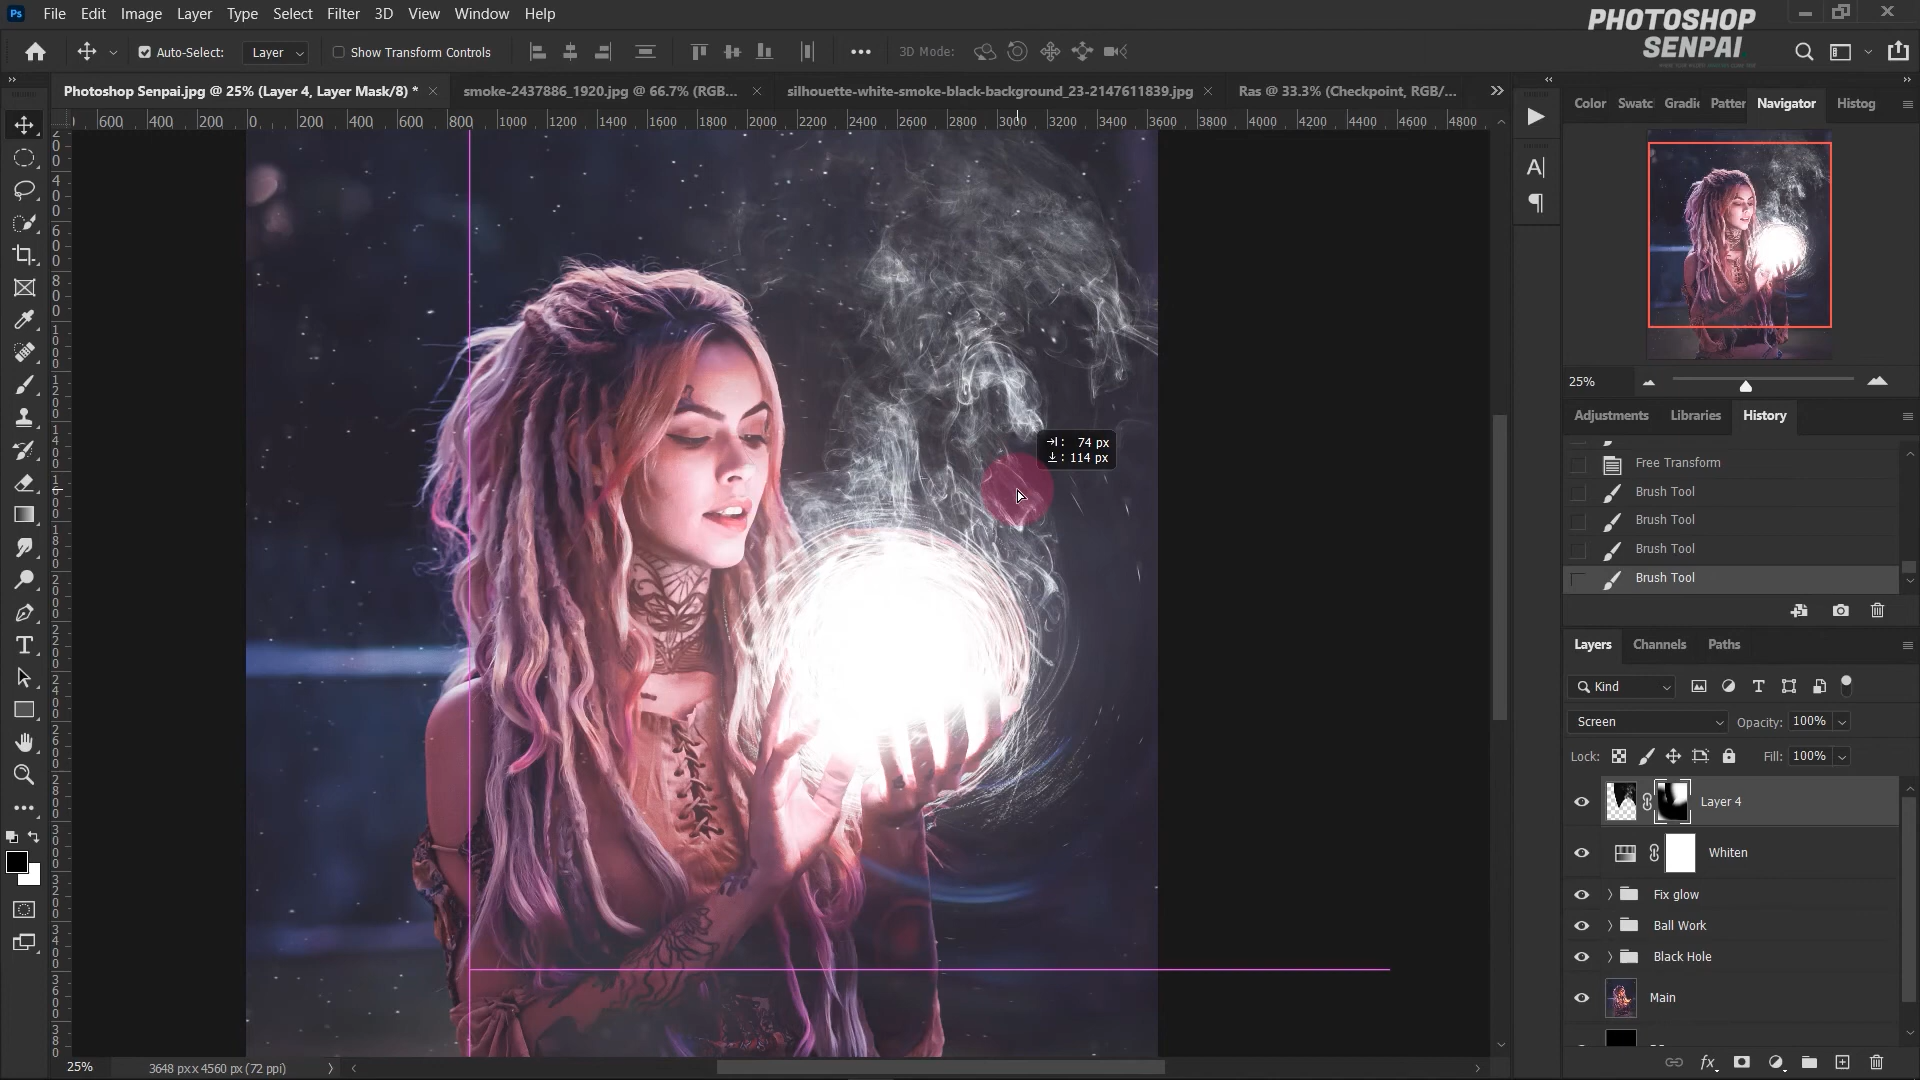 Ps File Edit Image Layer Type Select Filter 3D View Window Help
PHOTOSHOP
SENPAI
Auto-Select: Layer Show Transform Controls 3D Mode:
Photoshop Senpai.jpg @ 25% (Layer 4, Layer Mask/8) * smoke-2437886_1920.jpg @ 66.7% (RGB... silhouette-white-smoke-black-background_23-2147611839.jpg Ras @ 33.3% (Checkpoint, RGB/...
Color Swatc Gradie Patter Navigator Histog
600 400 200 0 200 400 600 800 1000 1200 1400 1600 1800 2000 2200 2400 2600 2800 3000 3200 3400 3600 3800 4000 4200 4400 4600 4800
25%
Adjustments Libraries History
Free Transform
Brush Tool
Brush Tool
Brush Tool
Brush Tool
74 px
114 px
Layers Channels Paths
Kind
Screen Opacity: 100%
Lock: Fill: 100%
Layer 4
Whiten
Fix glow
Ball Work
Black Hole
Main
25% 3648 px x 4560 px (72 ppi)